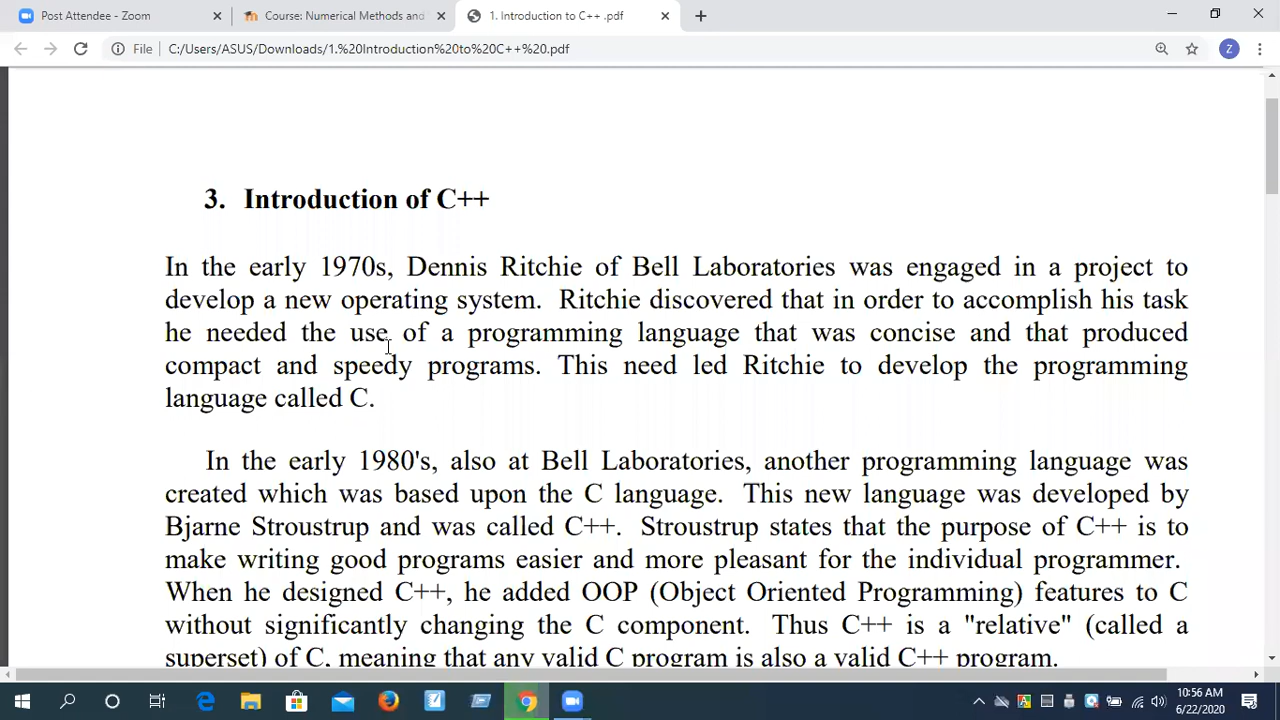 Post Attendee - Zoom
Course: Numerical Methods and
1. Introduction to C++ .pdf
File
C:/Users/ASUS/Downloads/1.%20Introduction%20to%20C++%20.pdf
Z
3. Introduction of C++
In the early 1970s, Dennis Ritchie of Bell Laboratories was engaged in a project to
develop a new operating system. Ritchie discovered that in order to accomplish his task
he needed the use of a programming language that was concise and that produced
compact and speedy programs. This need led Ritchie to develop the programming
language called C.
In the early 1980's, also at Bell Laboratories, another programming language was
created which was based upon the C language. This new language was developed by
Bjarne Stroustrup and was called C++. Stroustrup states that the purpose of C++ is to
make writing good programs easier and more pleasant for the individual programmer.
When he designed C++, he added OOP (Object Oriented Programming) features to C
without significantly changing the C component. Thus C++ is a "relative" (called a
superset) of C, meaning that any valid C program is also a valid C++ program.
10:56 AM
6/22/2020